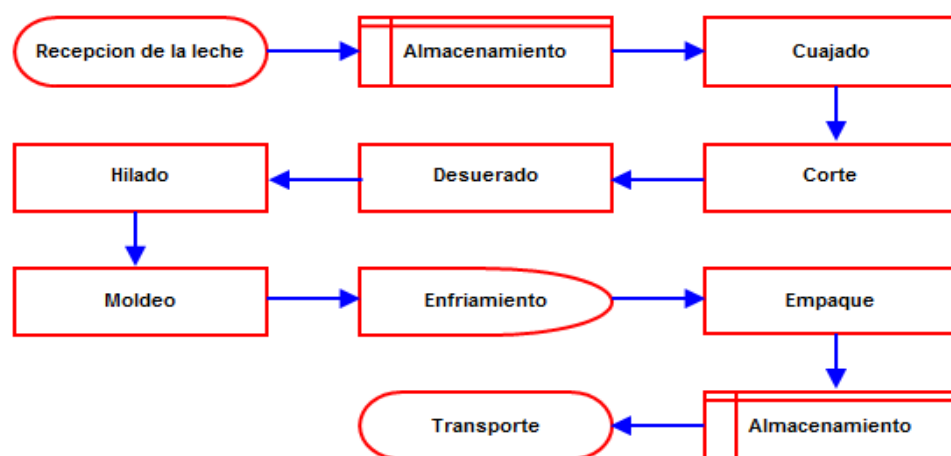 Recepcion de la leche
Almacenamiento
Cuajado
Hilado
Desuerado
Corte
Moldeo
Enfriamiento
Empaque
Transporte
Almacenamiento